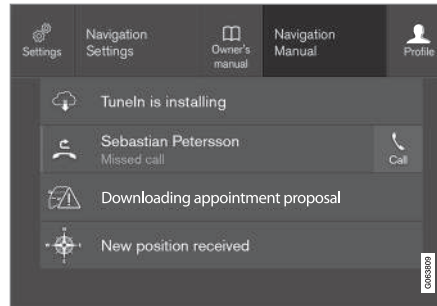 Settings
Navigation
Settings
Owner's
manual
Navigation
Manual
Profile
TuneIn is installing
Sebastian Petersson
Missed call
Call
Downloading appointment proposal
New position received
G063809